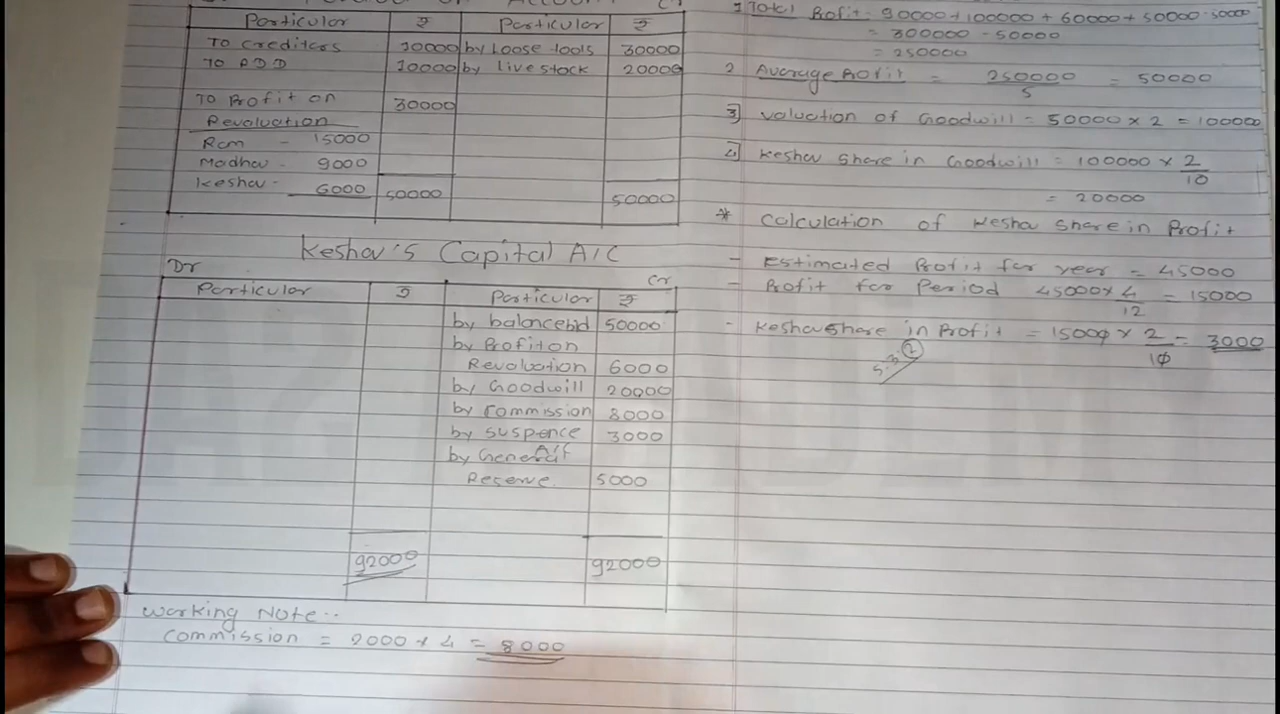 Account Cr
Particular ₹ Particular ₹
To Creditors 10000 by Loose tools 30000
To RDD 10000 by live stock 20000
To Profit on 30000
Revaluation
Ram - 15000
Madhav - 9000
Keshav - 6000 50000 50000
Keshav's Capital A/C
Dr Cr
Particular ₹ Particular ₹
by balance b/d 50000
by Profit on
Revaluation 6000
by Goodwill 20000
by Commission 8000
by suspence A/c 3000
by General
Reserve 5000
92000 92000
Working Note..
Commission = 2000 × 4 = 8000
1 Total Profit = 90000 + 100000 + 60000 + 50000 - 50000
= 300000 - 50000
= 250000
2 Average Profit = 250000/5 = 50000
3] valuation of Goodwill = 50000 × 2 = 100000
4] Keshav share in Goodwill = 100000 × 2/10
= 20000
* Calculation of Keshav share in Profit
- Estimated Profit for year = 45000
- Profit for Period 45000 × 4/12 = 15000
- Keshav share in Profit = 15000 × 2/10 = 3000
5:3:2